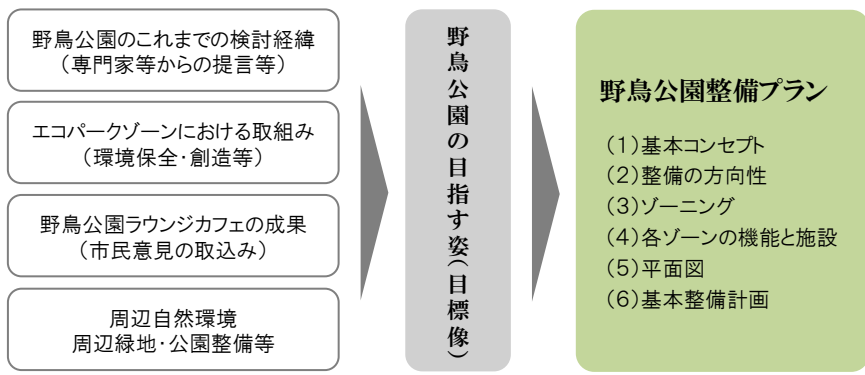 野鳥公園のこれまでの検討経緯
（専門家等からの提言等）
エコパークゾーンにおける取組み
（環境保全・創造等）
野鳥公園ラウンジカフェの成果
（市民意見の取込み）
周辺自然環境
周辺緑地・公園整備等
野鳥公園の目指す姿（目標像）
野鳥公園整備プラン
（１）基本コンセプト
（２）整備の方向性
（３）ゾーニング
（４）各ゾーンの機能と施設
（５）平面図
（６）基本整備計画